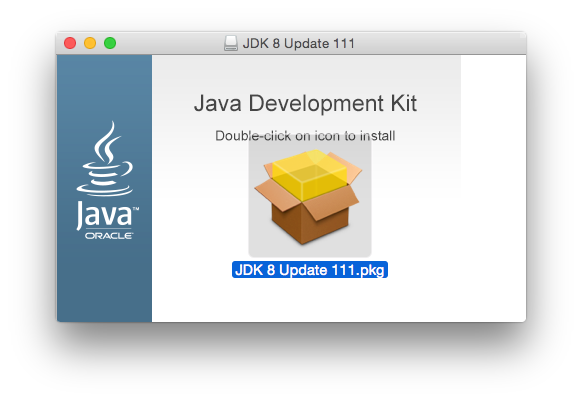 JDK 8 Update 111
Java Development Kit
Double-click on icon to install
Java™
ORACLE®
JDK 8 Update 111.pkg